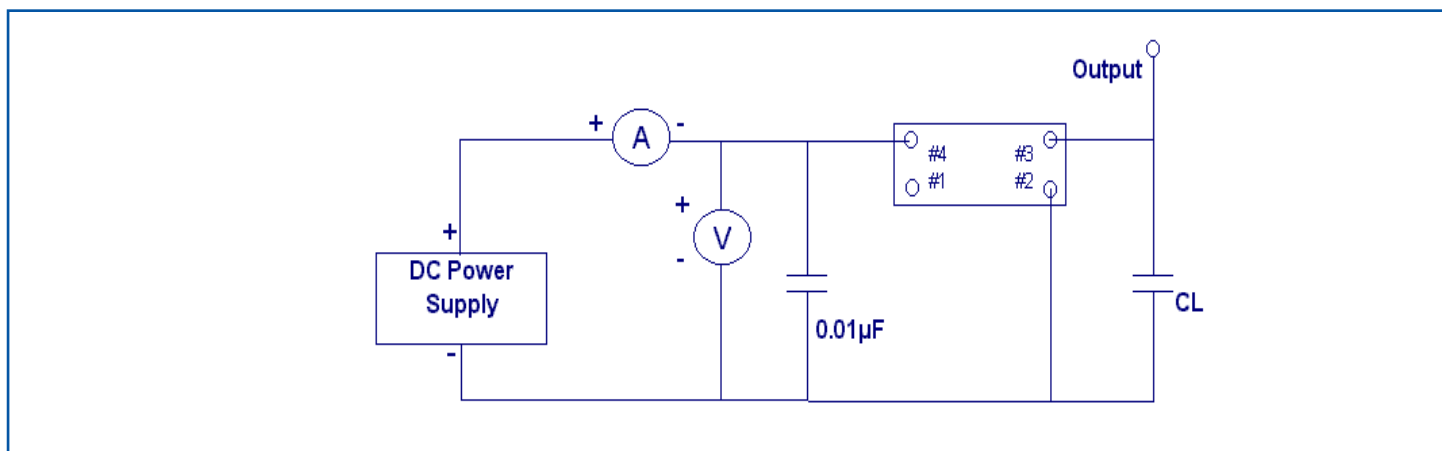 Output
+
A
-
#4
#3
#1
#2
+
V
-
+
DC Power
Supply
-
0.01µF
CL